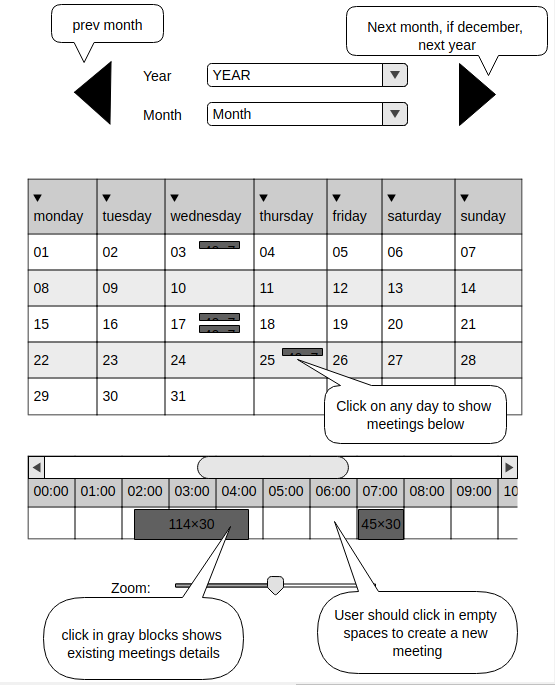 prev month
Next month, if december,
next year
Year YEAR
Month Month
monday tuesday wednesday thursday friday saturday sunday
01 02 03 04 05 06 07
08 09 10 11 12 13 14
15 16 17 18 19 20 21
22 23 24 25 26 27 28
29 30 31
Click on any day to show
meetings below
00:00 01:00 02:00 03:00 04:00 05:00 06:00 07:00 08:00 09:00 10
114×30 45×30
Zoom:
click in gray blocks shows
existing meetings details
User should click in empty
spaces to create a new
meeting